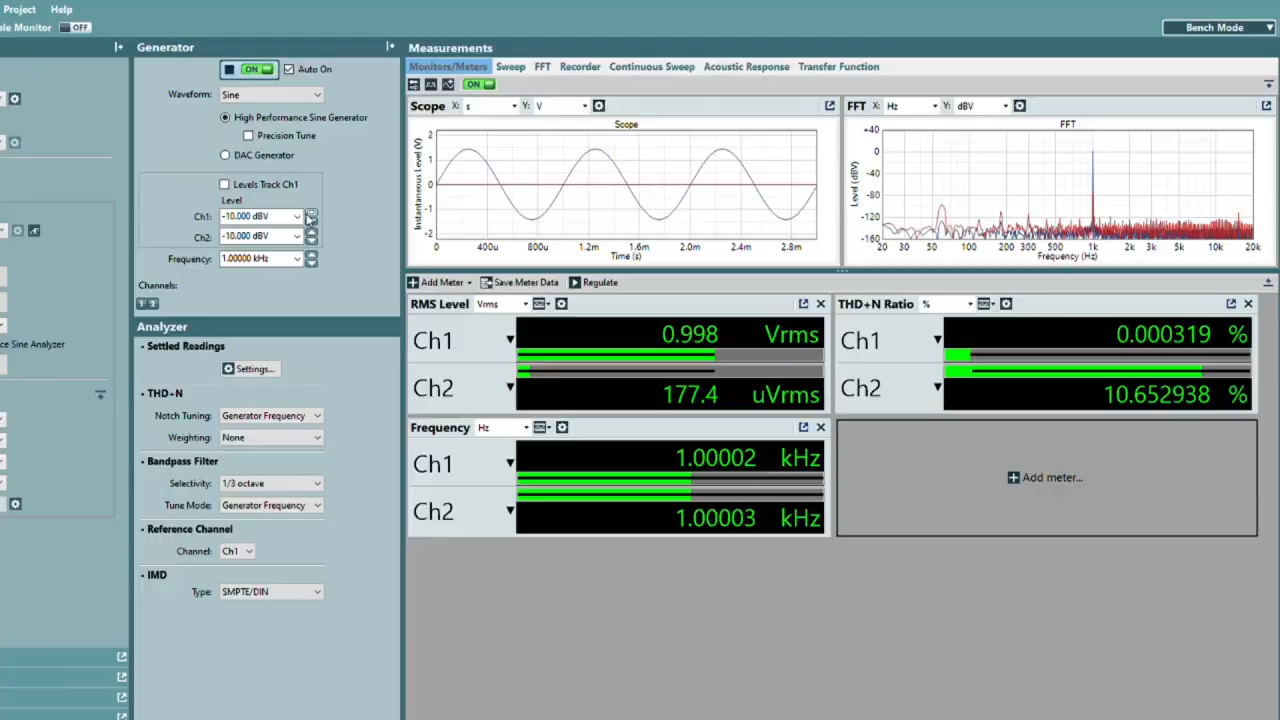 Project Help
ble Monitor OFF
Bench Mode
Generator
ON Auto On
Waveform: Sine
High Performance Sine Generator
Precision Tune
DAC Generator
Levels Track Ch1
Level
Ch1: -10.000 dBV
Ch2: -10.000 dBV
Frequency: 1.00000 kHz
Channels:
1 2
ce Sine Analyzer
Analyzer
Settled Readings
Settings...
THD+N
Notch Tuning: Generator Frequency
Weighting: None
Bandpass Filter
Selectivity: 1/3 octave
Tune Mode: Generator Frequency
Reference Channel
Channel: Ch1
IMD
Type: SMPTE/DIN
Measurements
Monitors/Meters Sweep FFT Recorder Continuous Sweep Acoustic Response Transfer Function
ON
Scope X: s Y: V
Scope
Instantaneous Level (V)
2
1
0
-1
-2
0 400u 800u 1.2m 1.6m 2.0m 2.4m 2.8m
Time (s)
FFT X: Hz Y: dBV
FFT
Level (dBV)
+40
0
-40
-80
-120
-160
20 30 50 100 200 300 500 1k 2k 3k 5k 10k 20k
Frequency (Hz)
Add Meter Save Meter Data Regulate
RMS Level Vrms
Ch1 0.998 Vrms
Ch2 177.4 uVrms
THD+N Ratio %
Ch1 0.000319 %
Ch2 10.652938 %
Frequency Hz
Ch1 1.00002 kHz
Ch2 1.00003 kHz
Add meter...